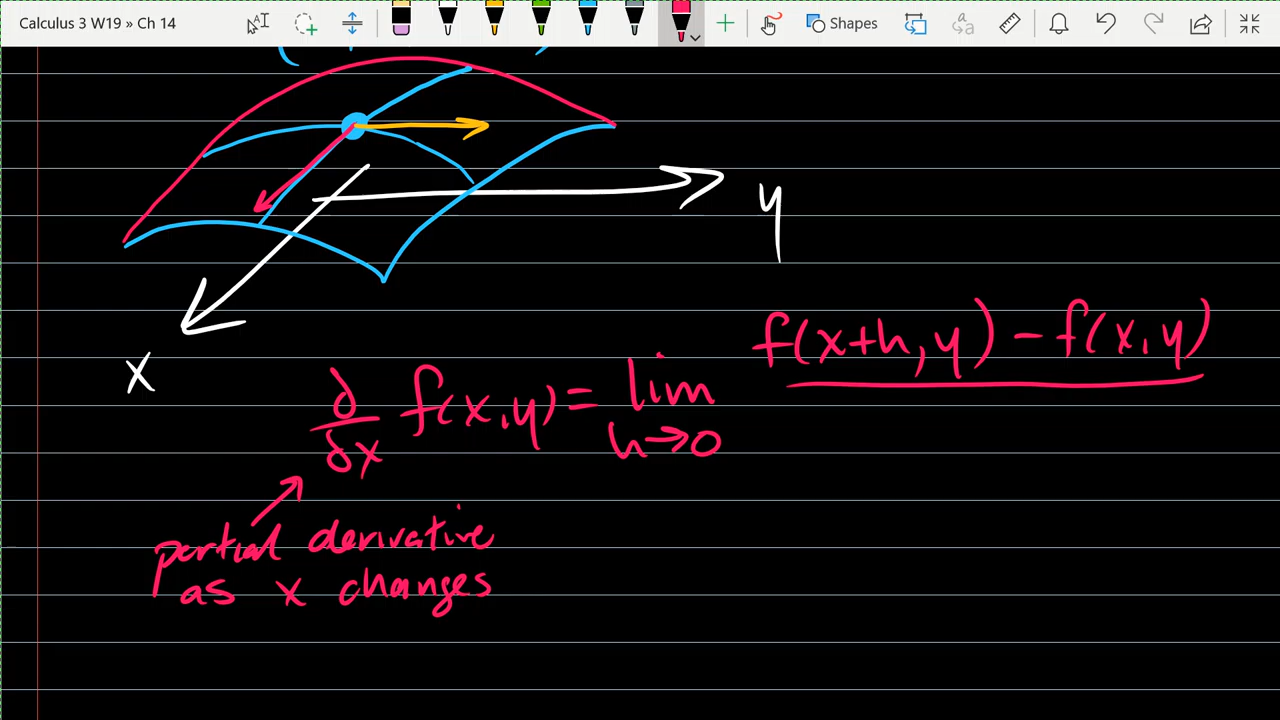 Calculus 3 W19 » Ch 14
Shapes
y
x
∂/∂x f(x,y) = lim h→0 f(x+h,y) - f(x,y)
partial derivative
as x changes